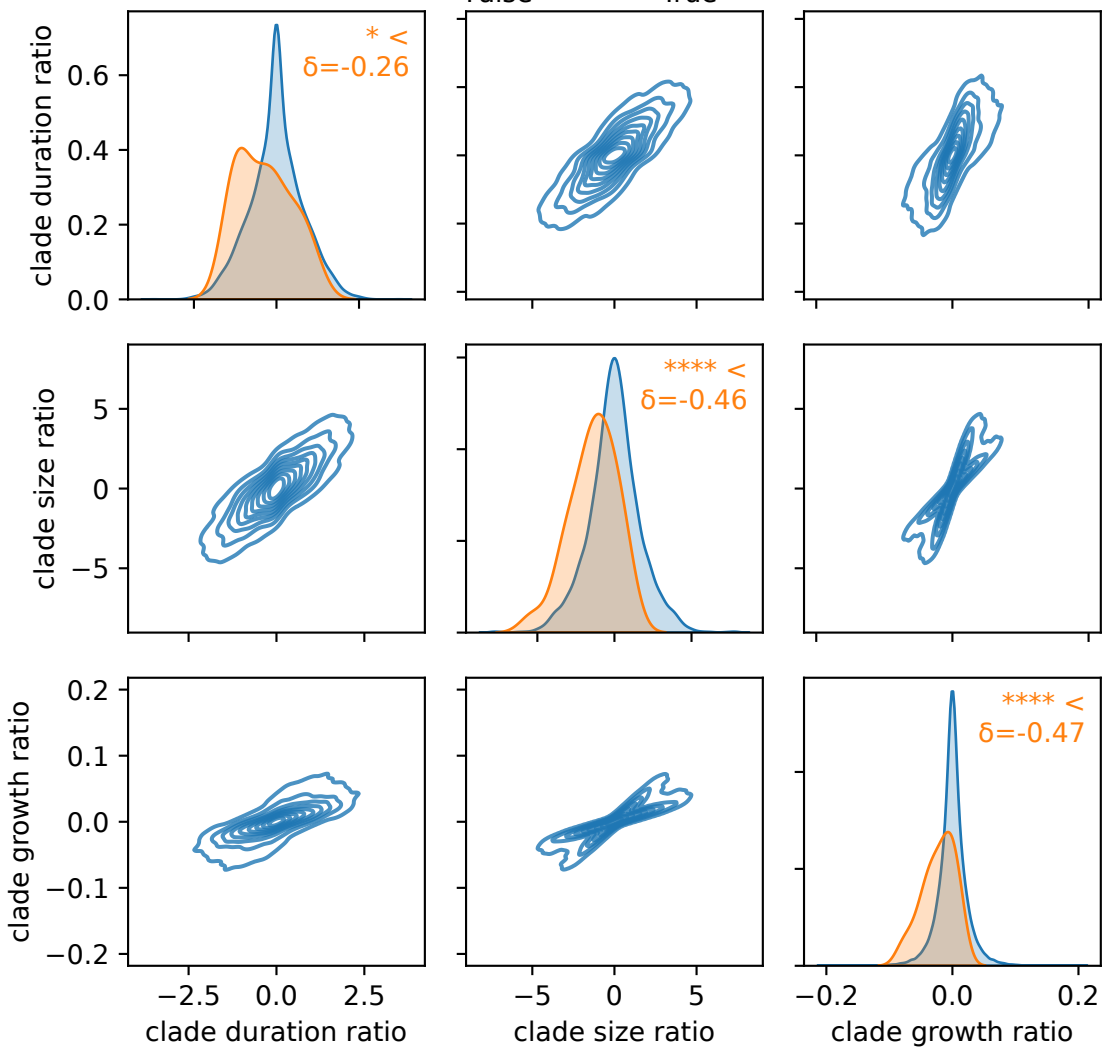 clade duration ratio
0.6
0.4
0.2
0.0
* <
δ=-0.26
clade size ratio
5
0
−5
**** <
δ=-0.46
clade growth ratio
0.2
0.1
0.0
−0.1
−0.2
**** <
δ=-0.47
−2.5 0.0 2.5
−5 0 5
−0.2 0.0 0.2
clade duration ratio
clade size ratio
clade growth ratio